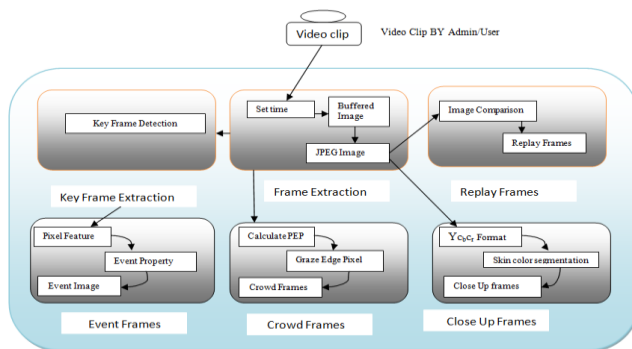 Video clip
Video Clip BY Admin/User
Key Frame Detection
Key Frame Extraction
Set time
Buffered
Image
JPEG Image
Frame Extraction
Image Comparison
Replay Frames
Replay Frames
Pixel Feature
Event Property
Event Image
Event Frames
Calculate PEP
Graze Edge Pixel
Crowd Frames
Crowd Frames
Ycbcr Format
Skin color segmentation
Close Up frames
Close Up Frames